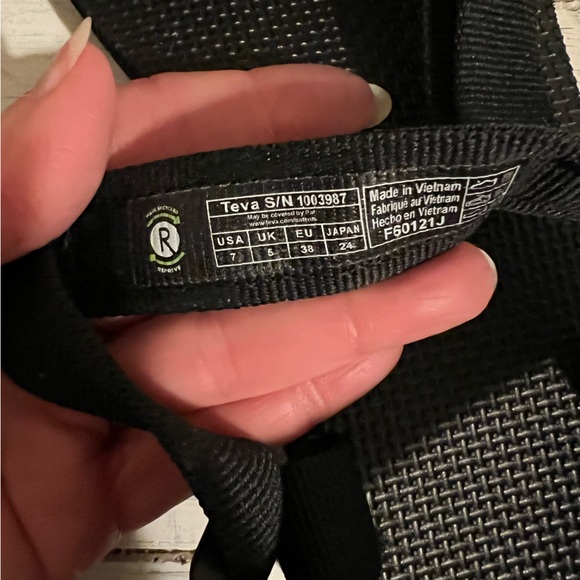 Teva S/N 1003987
May be covered by Pat
www.teva.com/patents
USA UK EU JAPAN
7 5 38 24
Made in Vietnam
Fabriqué au Vietnam
Hecho en Vietnam
F60121J
R
REPREVE